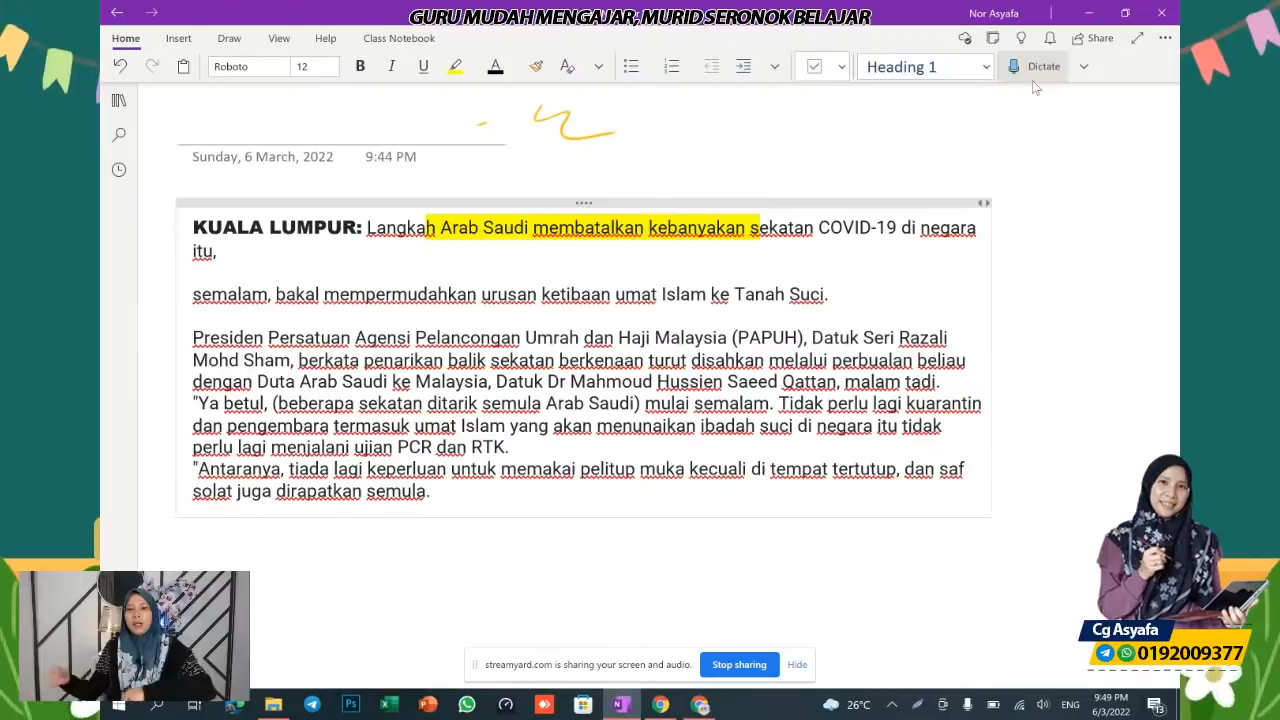 GURU MUDAH MENGAJAR, MURID SERONOK BELAJAR
Nor Asyafa
Home Insert Draw View Help Class Notebook
Share
Roboto 12 B I U A Heading 1 Dictate
Sunday, 6 March, 2022 9:44 PM
KUALA LUMPUR: Langkah Arab Saudi membatalkan kebanyakan sekatan COVID-19 di negara
itu,
semalam, bakal mempermudahkan urusan ketibaan umat Islam ke Tanah Suci.
Presiden Persatuan Agensi Pelancongan Umrah dan Haji Malaysia (PAPUH), Datuk Seri Razali
Mohd Sham, berkata penarikan balik sekatan berkenaan turut disahkan melalui perbualan beliau
dengan Duta Arab Saudi ke Malaysia, Datuk Dr Mahmoud Hussien Saeed Qattan, malam tadi.
"Ya betul, (beberapa sekatan ditarik semula Arab Saudi) mulai semalam. Tidak perlu lagi kuarantin
dan pengembara termasuk umat Islam yang akan menunaikan ibadah suci di negara itu tidak
perlu lagi menjalani ujian PCR dan RTK.
"Antaranya, tiada lagi keperluan untuk memakai pelitup muka kecuali di tempat tertutup, dan saf
solat juga dirapatkan semula.
Cg Asyafa
0192009377
streamyard.com is sharing your screen and audio. Stop sharing Hide
26°C ENG 9:49 PM
6/3/2022 13